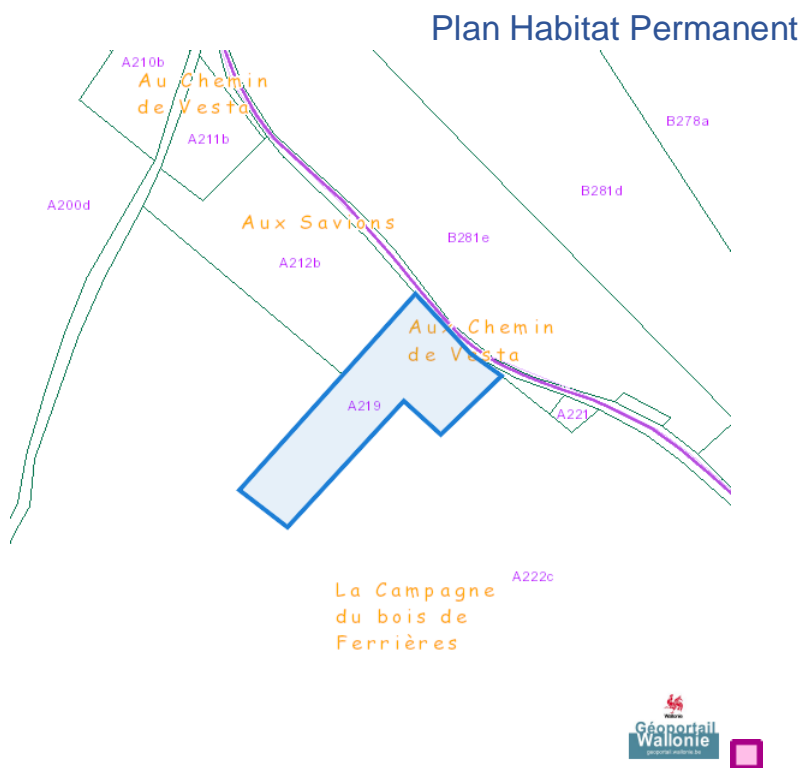 Plan Habitat Permanent
A210b
Au Chemin
de Vesta
B278a
A211b
B281d
A200d
Aux Savions
B281e
A212b
Aux Chemin
de Vesta
A219
A221
A222c
La Campagne
du bois de
Ferrières
Wallonie
Géoportail
Wallonie
geoportail.wallonie.be